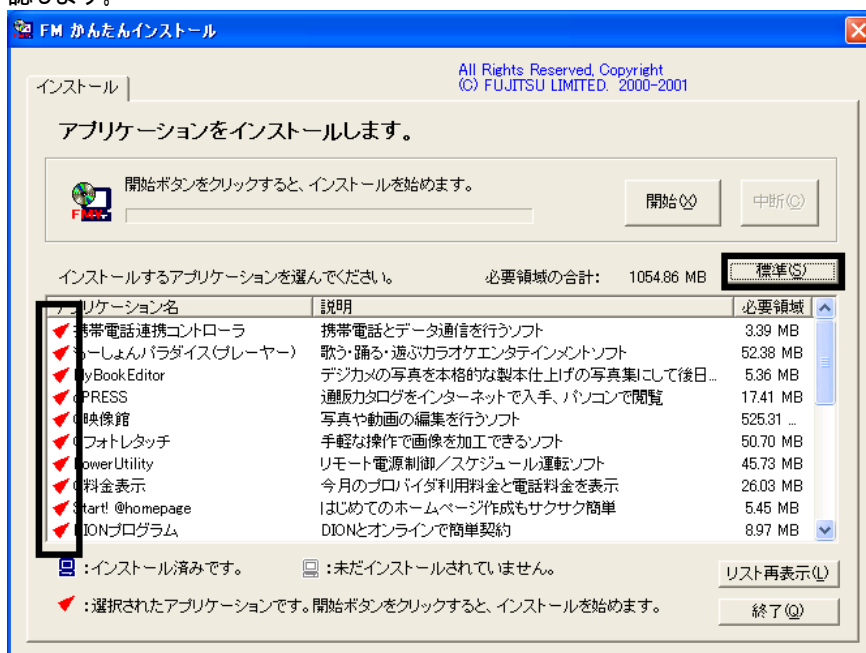 認します。
FM かんたんインストール
インストール
All Rights Reserved, Copyright
(C) FUJITSU LIMITED. 2000-2001
アプリケーションをインストールします。
開始ボタンをクリックすると、インストールを始めます。
FMV
開始(X)
中断(C)
インストールするアプリケーションを選んでください。 必要領域の合計: 1054.86 MB 標準(S)
アプリケーション名 説明 必要領域
携帯電話連携コントローラ 携帯電話とデータ通信を行うソフト 3.39 MB
もーしょんパラダイス(プレーヤー) 歌う・踊る・遊ぶカラオケエンタテインメントソフト 52.38 MB
MyBookEditor デジカメの写真を本格的な製本仕上げの写真集にして後日... 5.36 MB
PRESS 通販カタログをインターネットで入手、パソコンで閲覧 17.41 MB
映像館 写真や動画の編集を行うソフト 525.31 ...
フォトレタッチ 手軽な操作で画像を加工できるソフト 50.70 MB
PowerUtility リモート電源制御/スケジュール運転ソフト 45.73 MB
料金表示 今月のプロバイダ利用料金と電話料金を表示 26.03 MB
Start! @homepage はじめてのホームページ作成もサクサク簡単 5.45 MB
DIONプログラム DIONとオンラインで簡単契約 8.97 MB
:インストール済みです。 :未だインストールされていません。
リスト再表示(L)
:選択されたアプリケーションです。開始ボタンをクリックすると、インストールを始めます。
終了(Q)